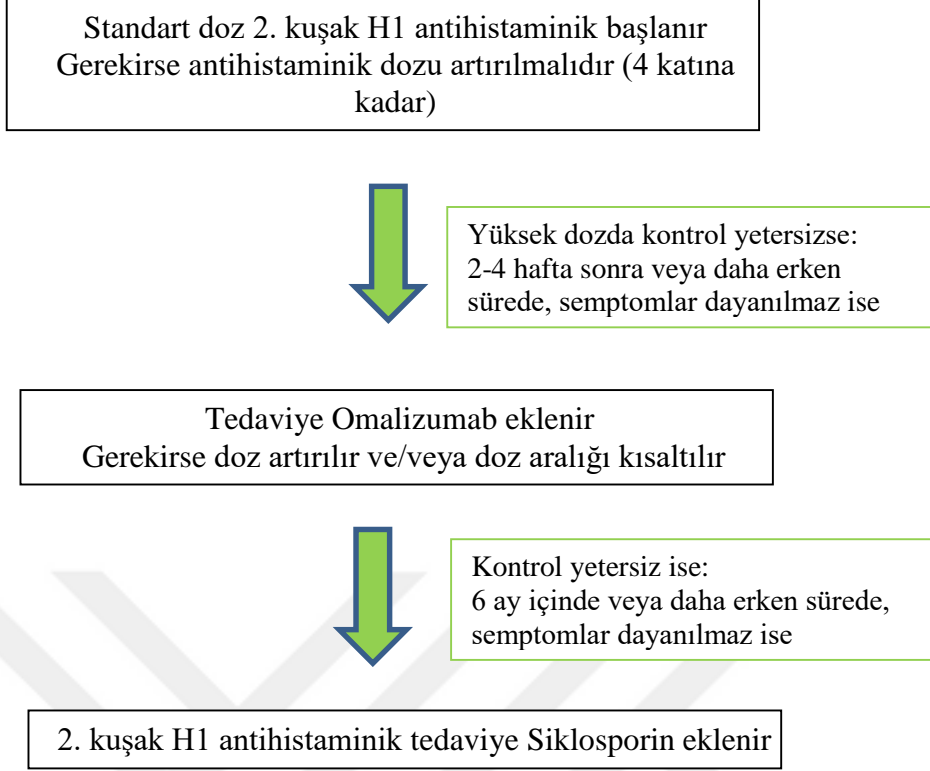 Standart doz 2. kuşak H1 antihistaminik başlanır
Gerekirse antihistaminik dozu artırılmalıdır (4 katına
kadar)
Yüksek dozda kontrol yetersizse:
2-4 hafta sonra veya daha erken
sürede, semptomlar dayanılmaz ise
Tedaviye Omalizumab eklenir
Gerekirse doz artırılır ve/veya doz aralığı kısaltılır
Kontrol yetersiz ise:
6 ay içinde veya daha erken sürede,
semptomlar dayanılmaz ise
2. kuşak H1 antihistaminik tedaviye Siklosporin eklenir